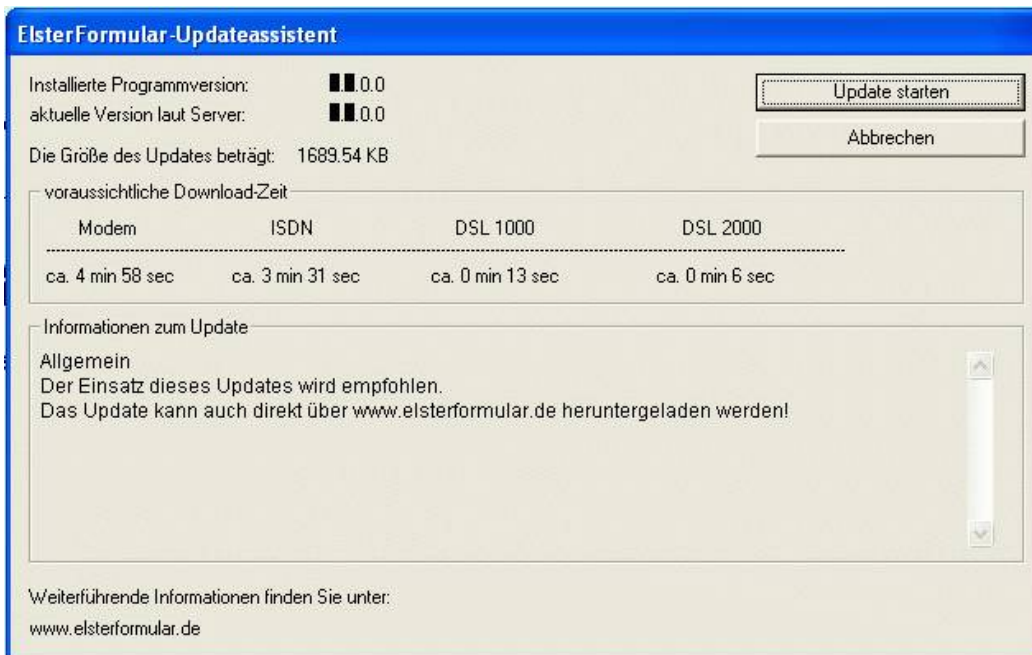 ElsterFormular-Updateassistent
Installierte Programmversion: .0.0
aktuelle Version laut Server: .0.0
Update starten
Abbrechen
Die Größe des Updates beträgt: 1689.54 KB
voraussichtliche Download-Zeit
Modem ISDN DSL 1000 DSL 2000
ca. 4 min 58 sec ca. 3 min 31 sec ca. 0 min 13 sec ca. 0 min 6 sec
Informationen zum Update
Allgemein
Der Einsatz dieses Updates wird empfohlen.
Das Update kann auch direkt über www.elsterformular.de heruntergeladen werden!
Weiterführende Informationen finden Sie unter:
www.elsterformular.de